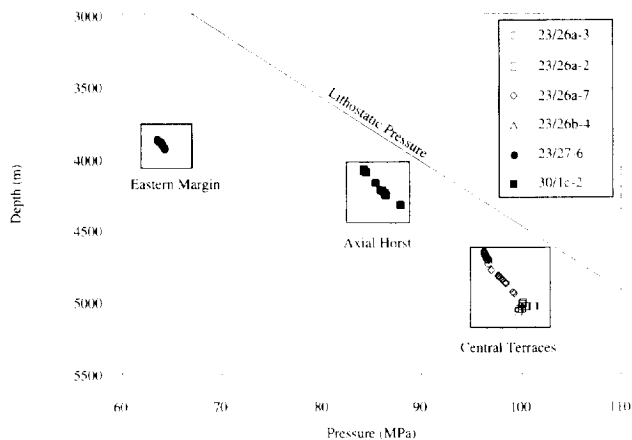 3000
3500
4000
4500
5000
5500
Depth (m)
60
70
80
90
100
110
Pressure (MPa)
Lithostatic Pressure
Eastern Margin
Axial Horst
Central Terraces
23/26a-3
23/26a-2
23/26a-7
23/26b-4
23/27-6
30/1c-2